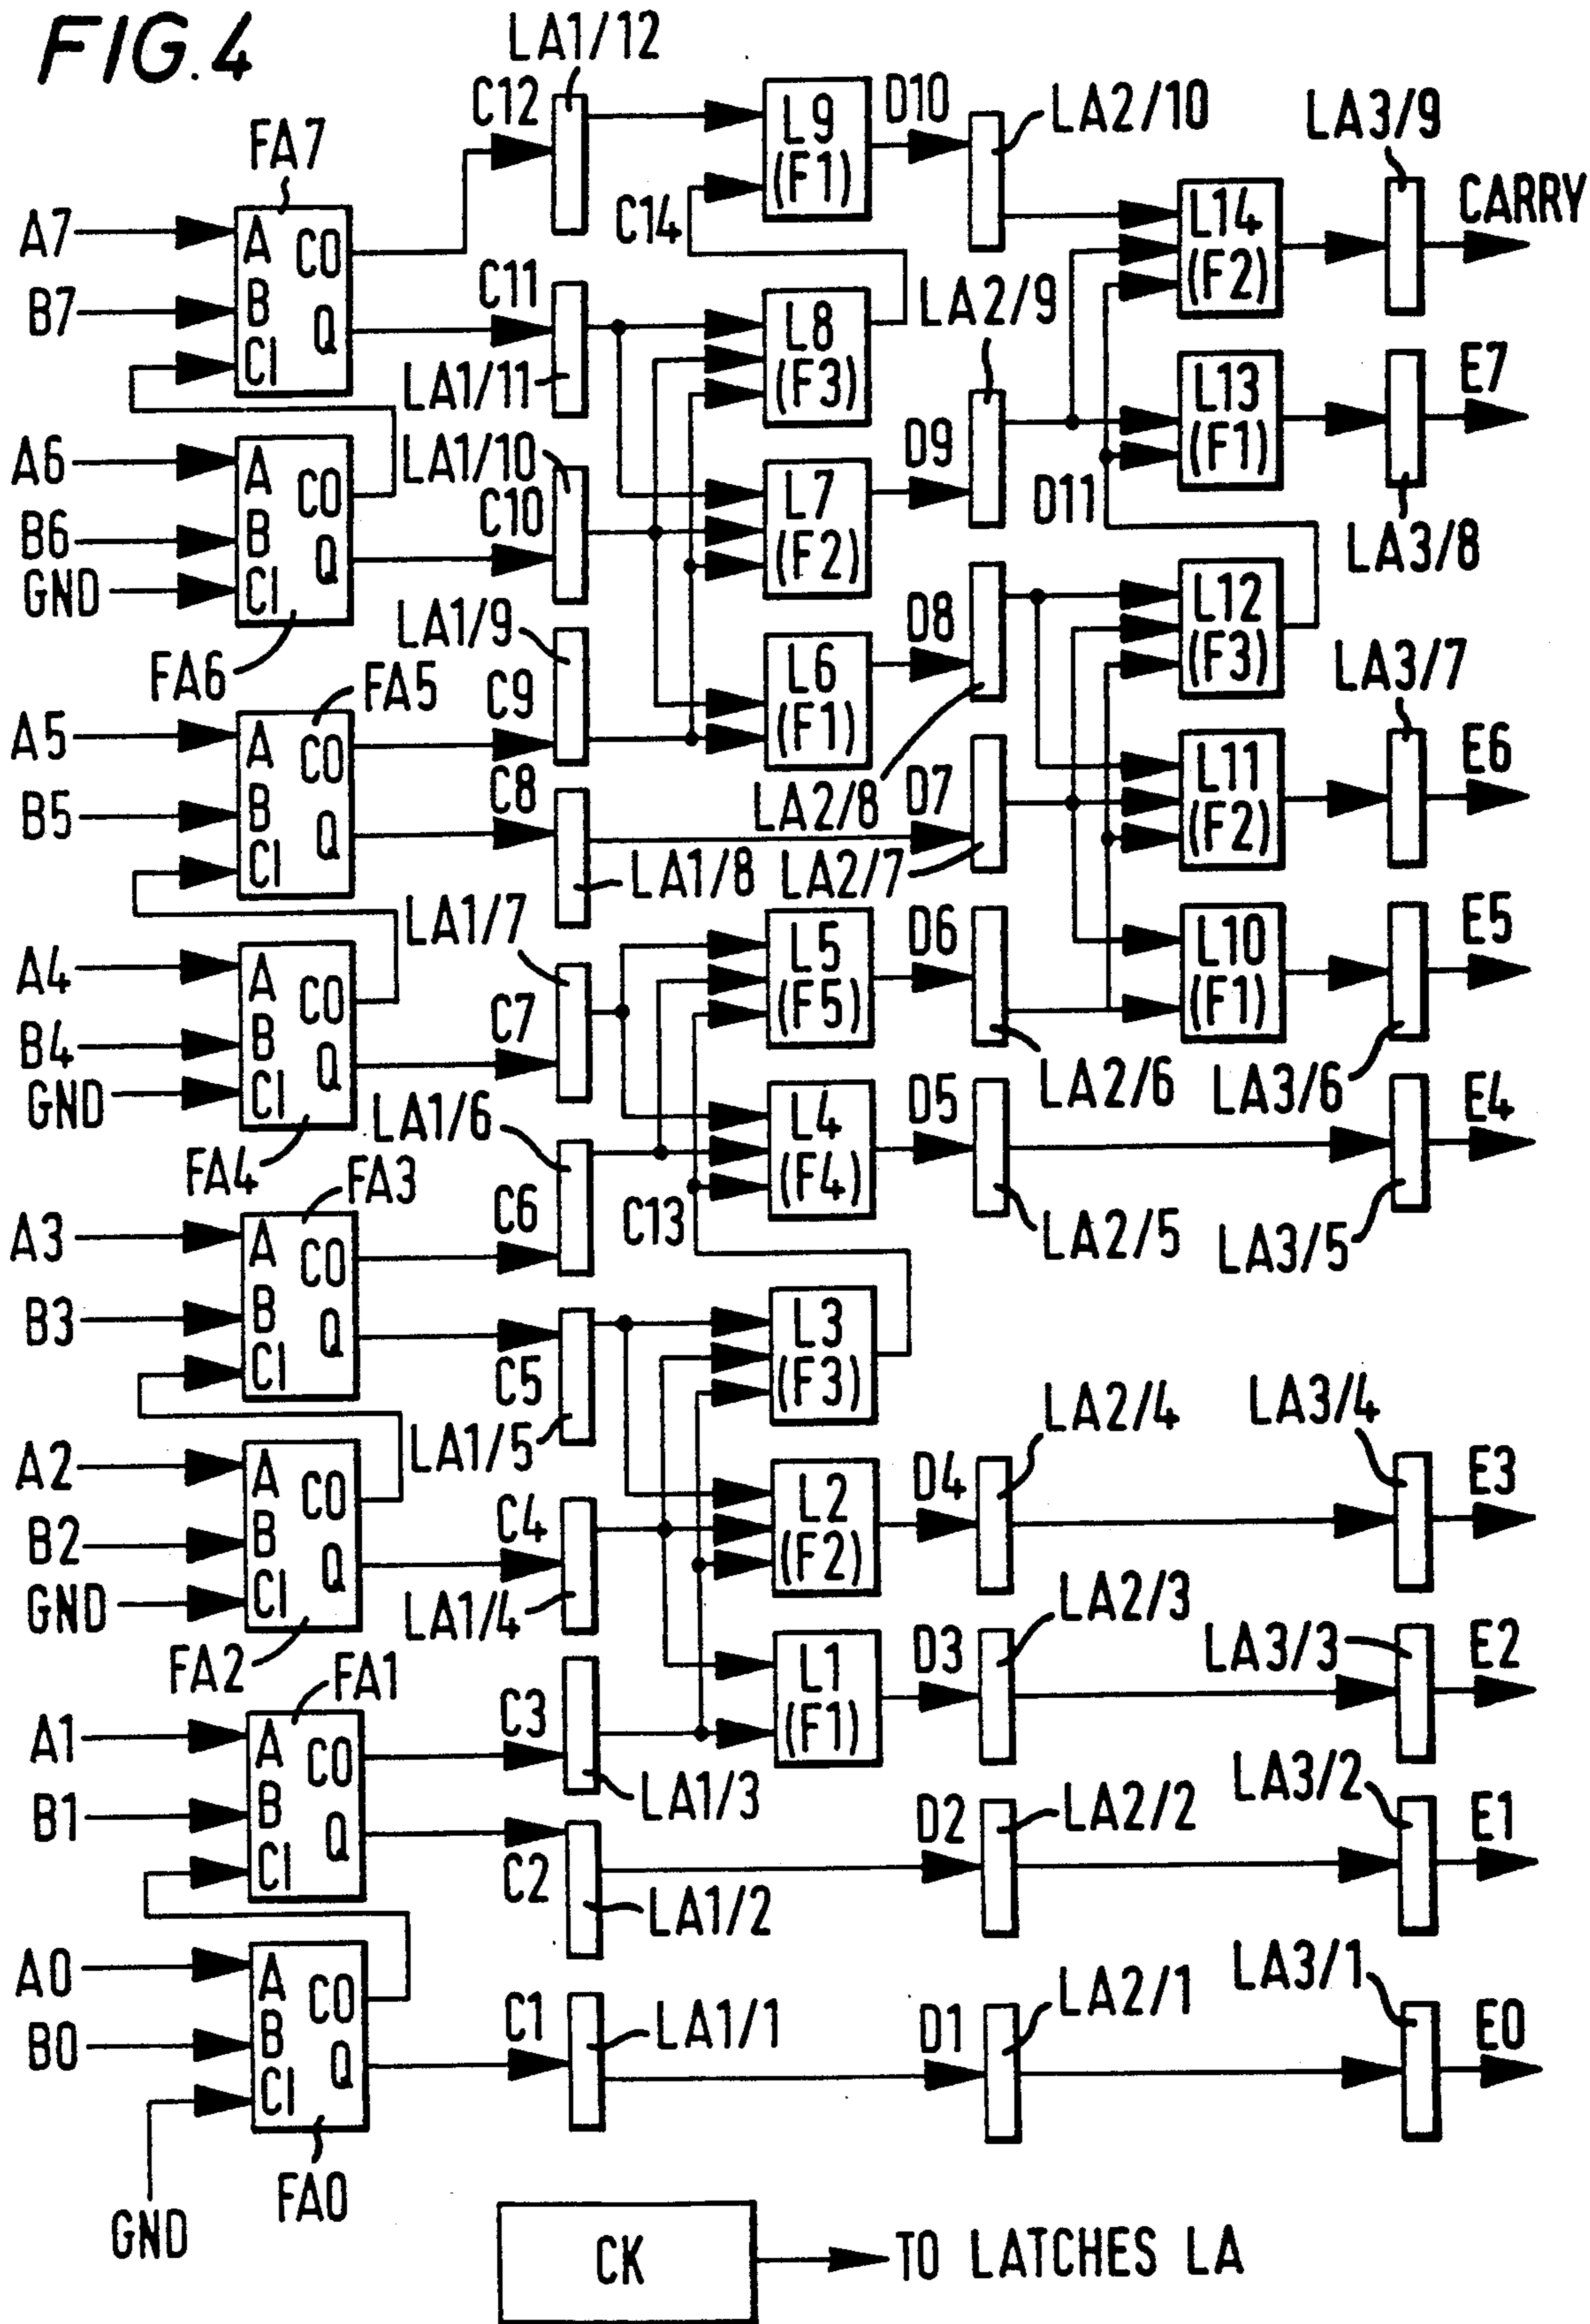 FIG.4
LA1/12
C12
L9
(F1)
D10
LA2/10
LA3/9
FA7
A7
A
CO
C14
L14
(F2)
CARRY
B7
B
Q
CI
C11
LA1/11
L8
(F3)
LA2/9
L13
(F1)
E7
A6
A
CO
LA1/10
C10
L7
(F2)
D9
D11
LA3/8
B6
B
Q
GND
CI
FA6
LA1/9
D8
L12
(F3)
LA3/7
FA5
C9
L6
(F1)
A5
A
CO
LA2/8
L11
(F2)
E6
B5
B
Q
C8
D7
CI
LA1/8
LA2/7
LA1/7
L5
(F5)
D6
L10
(F1)
E5
A4
A
CO
C7
B4
B
Q
LA2/6
LA3/6
GND
CI
LA1/6
L4
(F4)
D5
E4
FA4
FA3
C6
C13
LA2/5
LA3/5
A3
A
CO
B3
B
Q
L3
(F3)
CI
C5
LA1/5
LA2/4
LA3/4
A2
A
CO
C4
L2
(F2)
D4
E3
B2
B
Q
GND
CI
LA1/4
LA2/3
FA2
FA1
C3
L1
(F1)
D3
LA3/3
E2
A1
A
CO
LA1/3
B1
B
Q
C2
D2
LA2/2
LA3/2
E1
CI
LA1/2
A0
A
CO
C1
LA1/1
D1
LA2/1
LA3/1
E0
B0
B
Q
CI
FA0
GND
CK
TO LATCHES LA